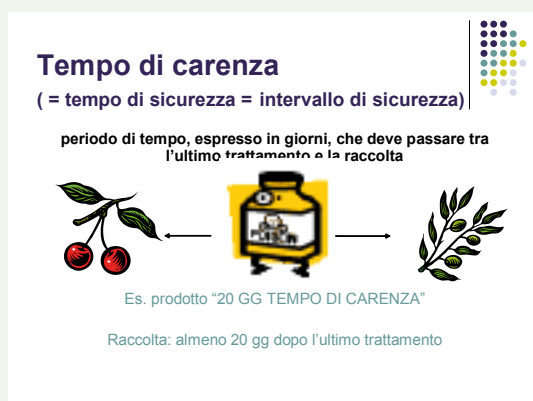 Tempo di carenza
( = tempo di sicurezza = intervallo di sicurezza)
periodo di tempo, espresso in giorni, che deve passare tra
l'ultimo trattamento e la raccolta
Es. prodotto “20 GG TEMPO DI CARENZA”
Raccolta: almeno 20 gg dopo l'ultimo trattamento